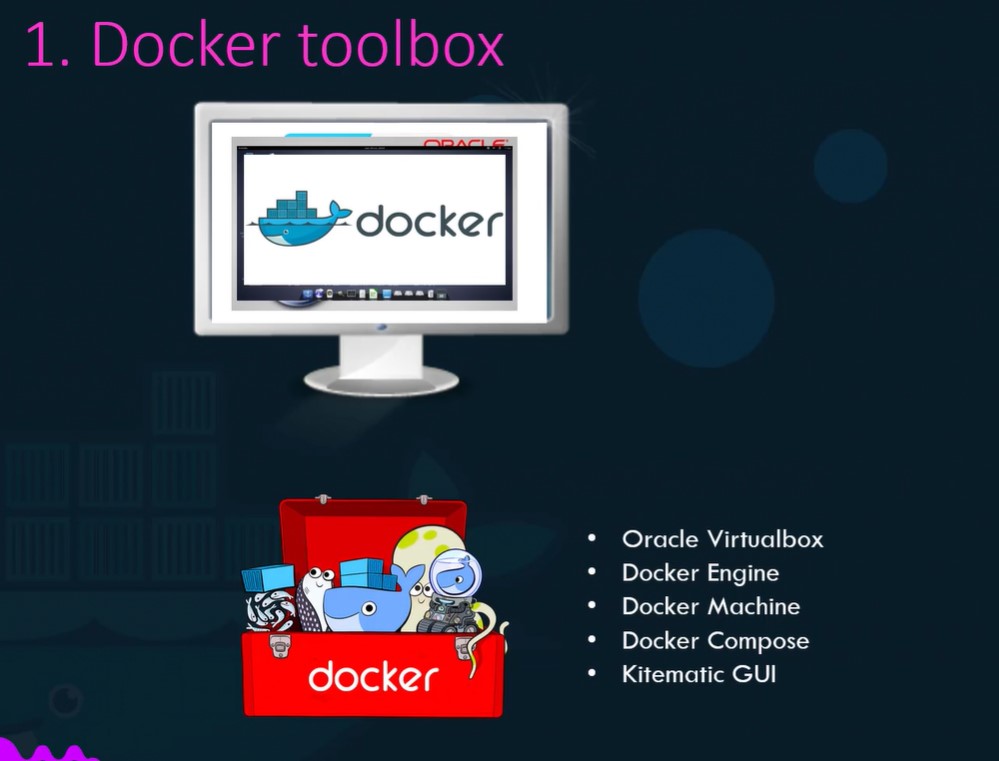 1. Docker toolbox
ORACLE
docker
docker
• Oracle Virtualbox
• Docker Engine
• Docker Machine
• Docker Compose
• Kitematic GUI